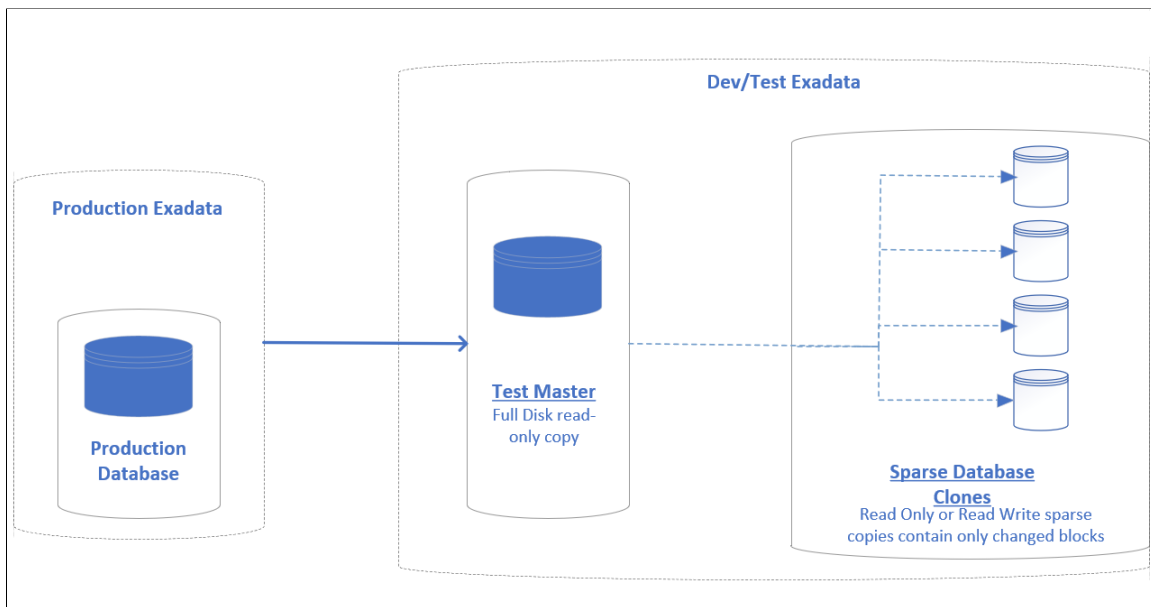 Dev/Test Exadata
Production Exadata
Production
Database
Test Master
Full Disk read-
only copy
Sparse Database
Clones
Read Only or Read Write sparse
copies contain only changed blocks